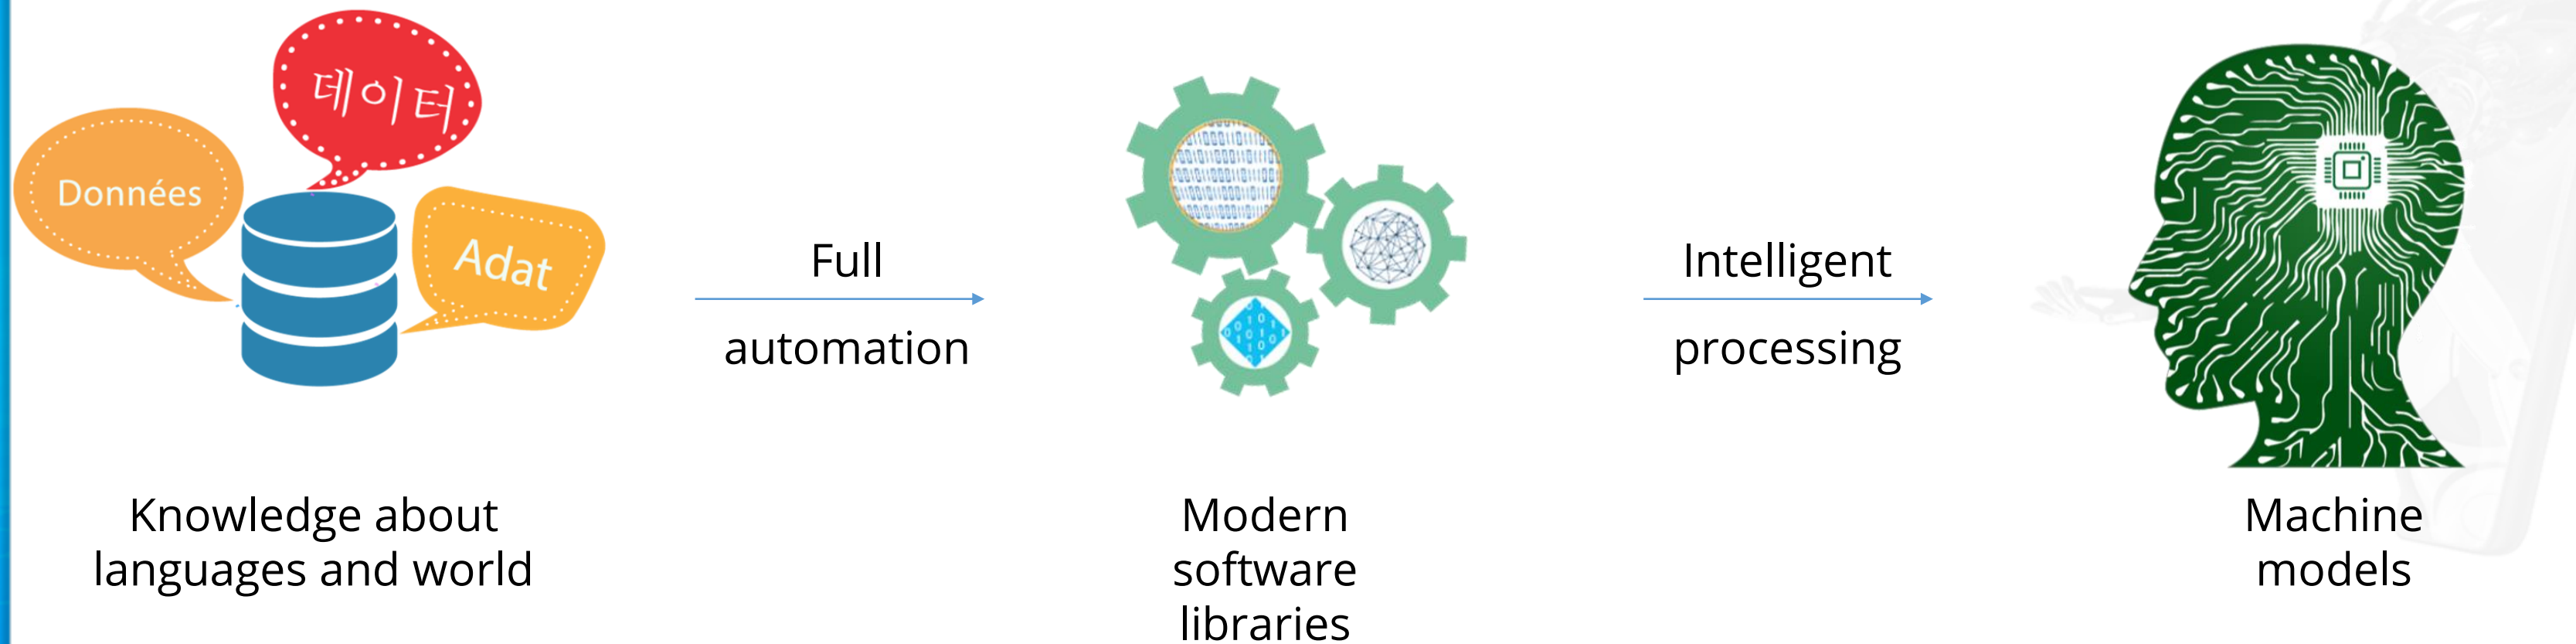 데이터
Données
Adat
Full
automation
Intelligent
processing
Knowledge about
languages and world
Modern
software
libraries
Machine
models